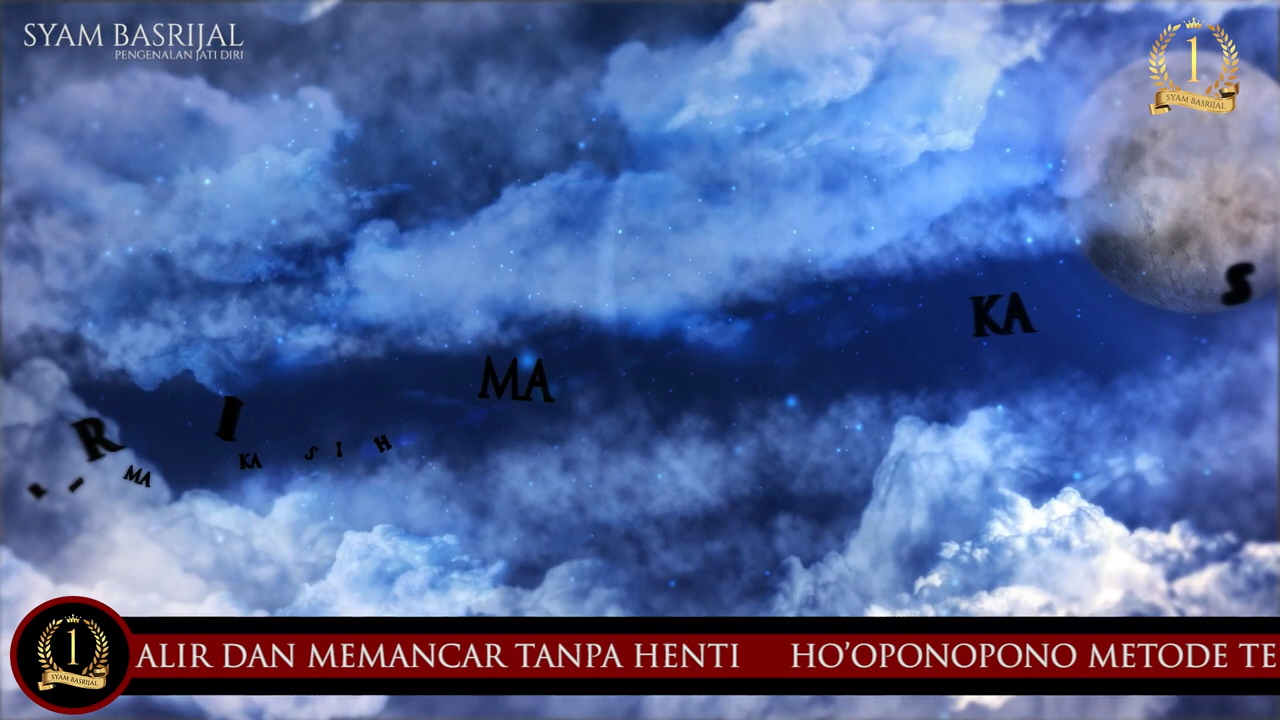 SYAM BASRIJAL
PENGENALAN JATI DIRI
1
SYAM BASRIJAL
S
KA
MA
R I
KA S I H
MA
1
SYAM BASRIJAL
ALIR DAN MEMANCAR TANPA HENTI HO’OPONOPONO METODE TE